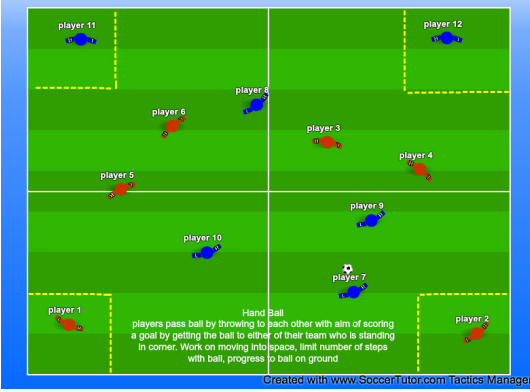 player 11
player 12
player 8
player 6
player 3
player 4
player 5
player 9
player 10
player 7
player 1
player 2
Hand Ball
players pass ball by throwing to each other with aim of scoring
a goal by getting the ball to either of their team who is standing
in corner. Work on moving into space, limit number of steps
with ball, progress to ball on ground
Created with www.SoccerTutor.com Tactics Manage